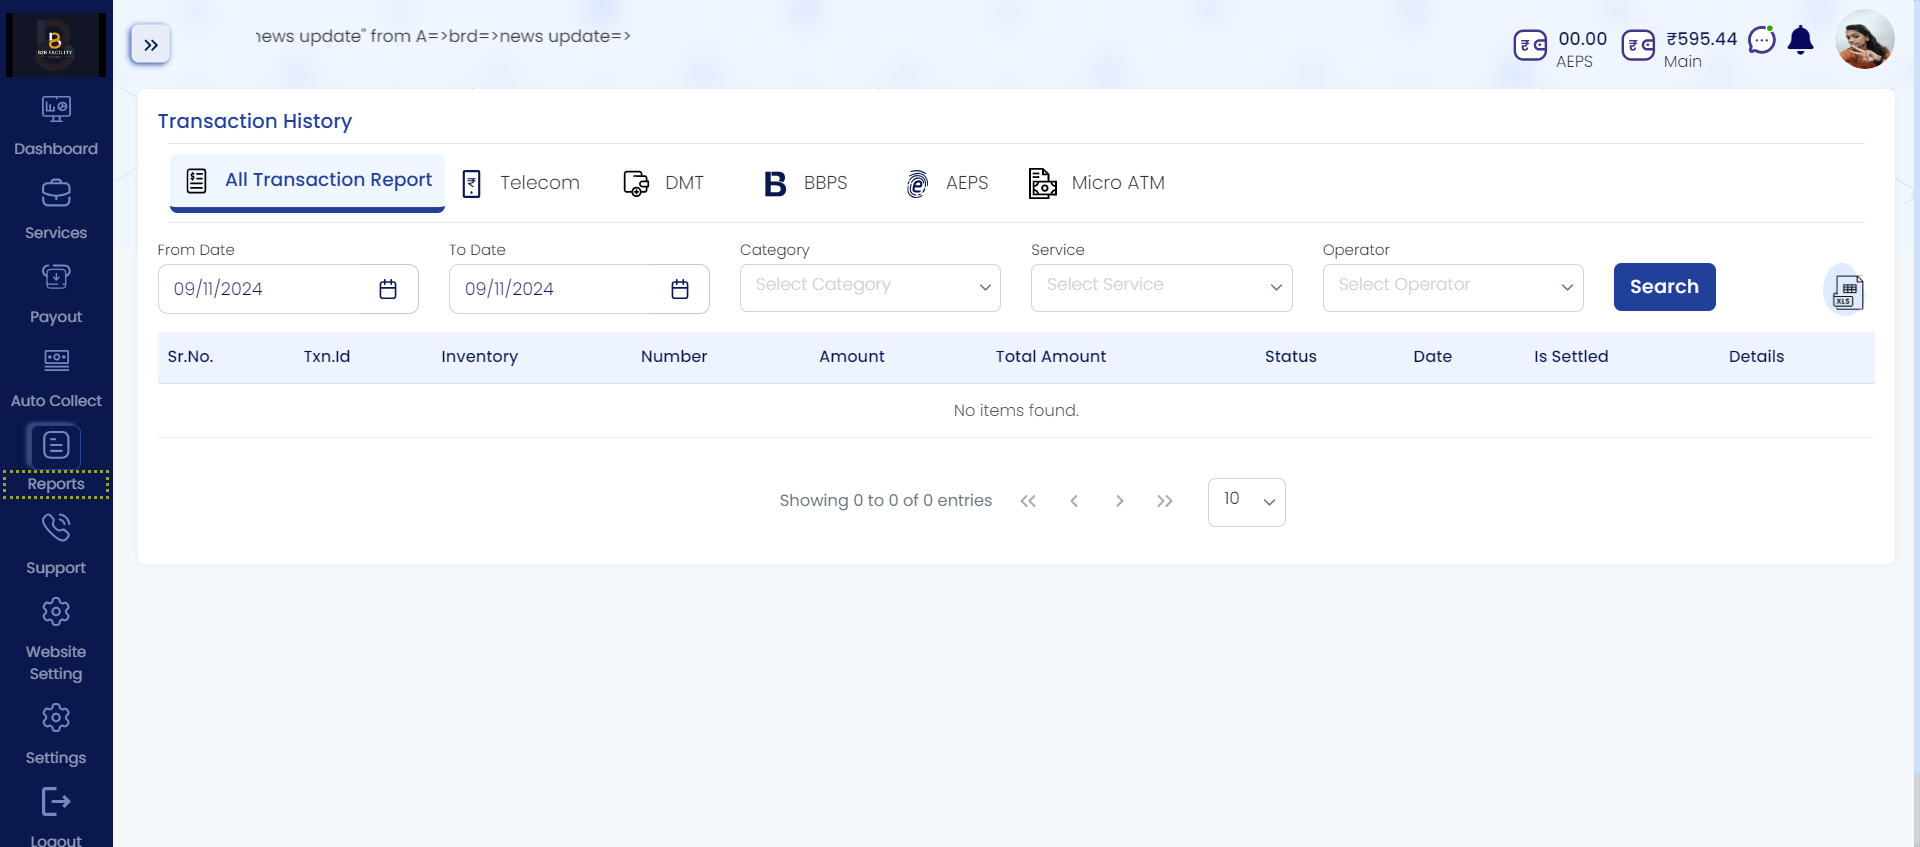 news update" from A=>brd=>news update=>
00.00
AEPS
₹595.44
Main
B2B FACILITY
Dashboard
Services
Payout
Auto Collect
Reports
Support
Website
Setting
Settings
Logout
Transaction History
All Transaction Report
Telecom
DMT
BBPS
AEPS
Micro ATM
From Date
To Date
Category
Service
Operator
09/11/2024
09/11/2024
Select Category
Select Service
Select Operator
Search
XLS
Sr.No. Txn.Id Inventory Number Amount Total Amount Status Date Is Settled Details
No items found.
Showing 0 to 0 of 0 entries
10